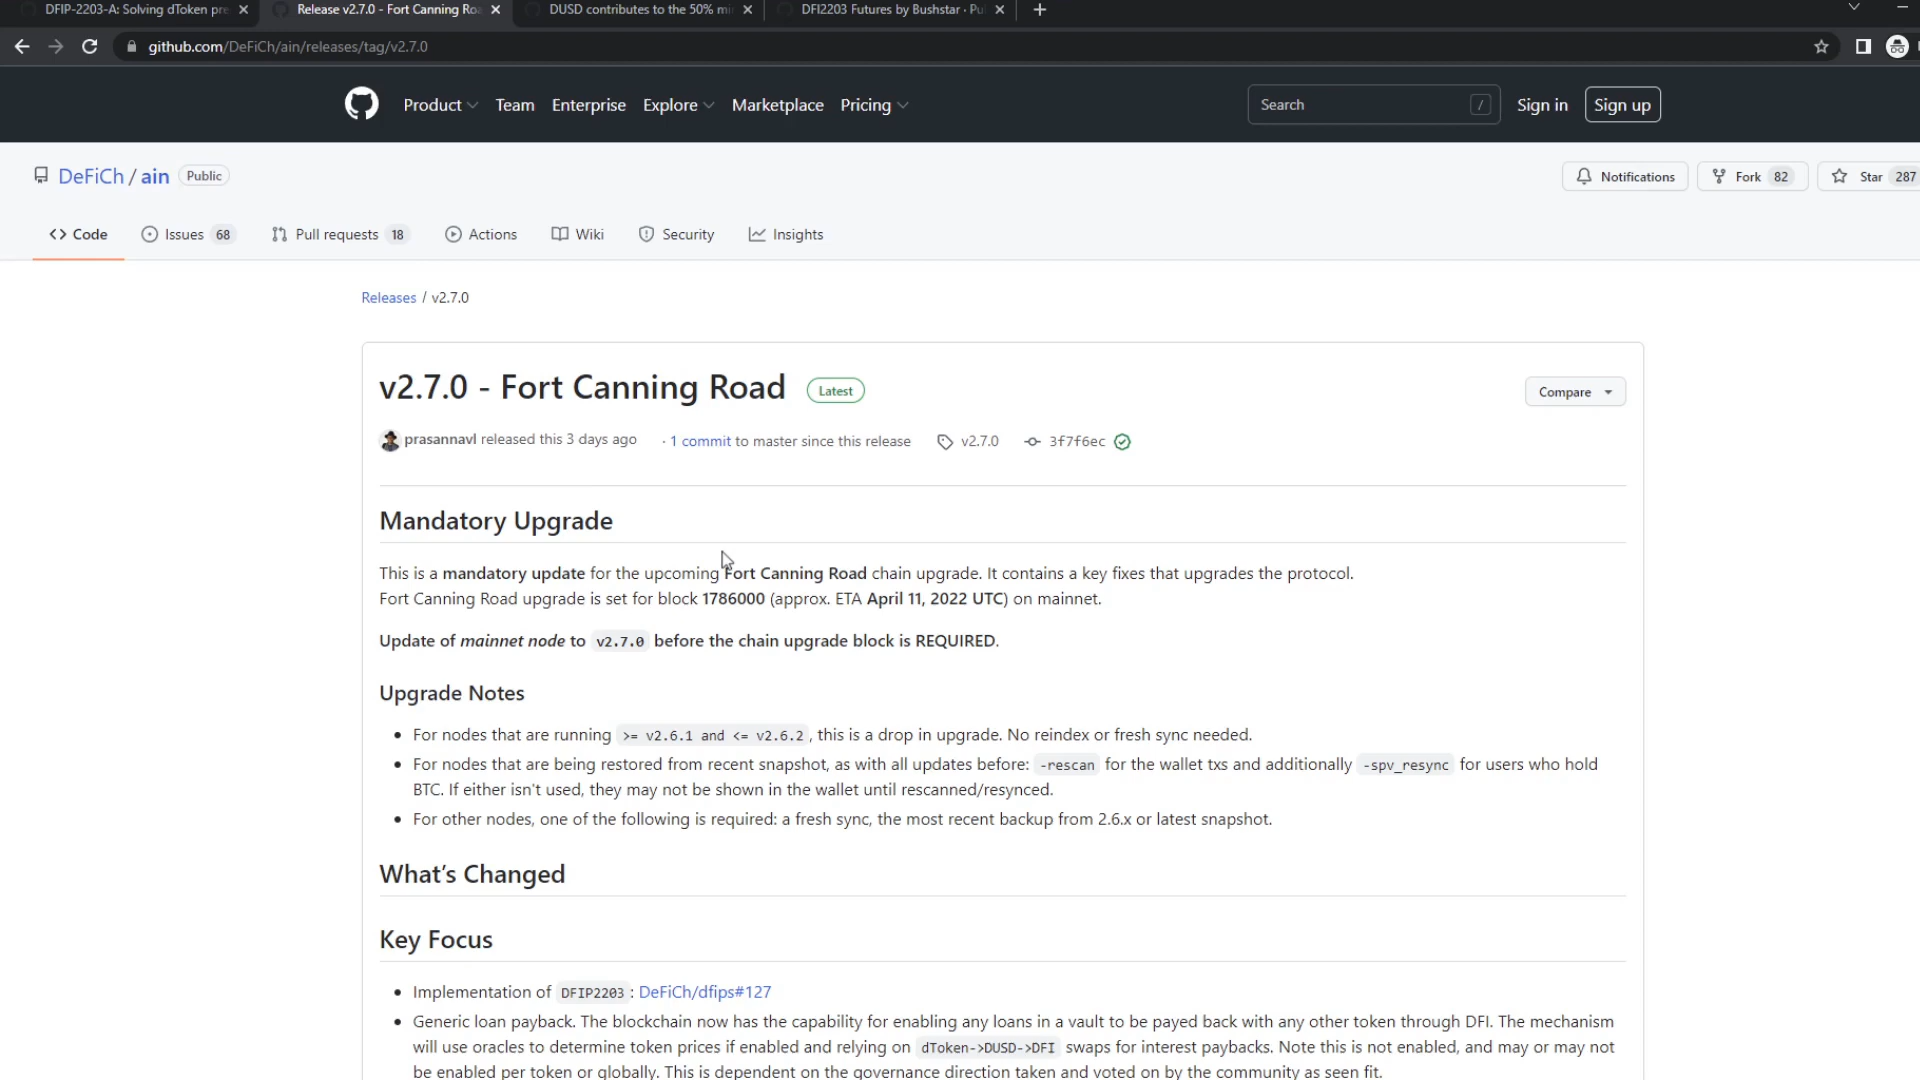 DFIP-2203-A: Solving dToken pre
Release v2.7.0 - Fort Canning Roa
DUSD contributes to the 50% mi
DFI2203 Futures by Bushstar · Pul
github.com/DeFiCh/ain/releases/tag/v2.7.0
Product Team Enterprise Explore Marketplace Pricing Search / Sign in Sign up
DeFiCh / ain Public Notifications Fork 82 Star 287
Code Issues 68 Pull requests 18 Actions Wiki Security Insights
Releases / v2.7.0
v2.7.0 - Fort Canning Road Latest Compare
prasannavl released this 3 days ago · 1 commit to master since this release v2.7.0 3f7f6ec
Mandatory Upgrade
This is a mandatory update for the upcoming Fort Canning Road chain upgrade. It contains a key fixes that upgrades the protocol.
Fort Canning Road upgrade is set for block 1786000 (approx. ETA April 11, 2022 UTC) on mainnet.
Update of mainnet node to v2.7.0 before the chain upgrade block is REQUIRED.
Upgrade Notes
• For nodes that are running >= v2.6.1 and <= v2.6.2, this is a drop in upgrade. No reindex or fresh sync needed.
• For nodes that are being restored from recent snapshot, as with all updates before: -rescan for the wallet txs and additionally -spv_resync for users who hold
BTC. If either isn't used, they may not be shown in the wallet until rescanned/resynced.
• For other nodes, one of the following is required: a fresh sync, the most recent backup from 2.6.x or latest snapshot.
What's Changed
Key Focus
• Implementation of DFIP2203 : DeFiCh/dfips#127
• Generic loan payback. The blockchain now has the capability for enabling any loans in a vault to be payed back with any other token through DFI. The mechanism
will use oracles to determine token prices if enabled and relying on dToken->DUSD->DFI swaps for interest paybacks. Note this is not enabled, and may or may not
be enabled per token or globally. This is dependent on the governance direction taken and voted on by the community as seen fit.